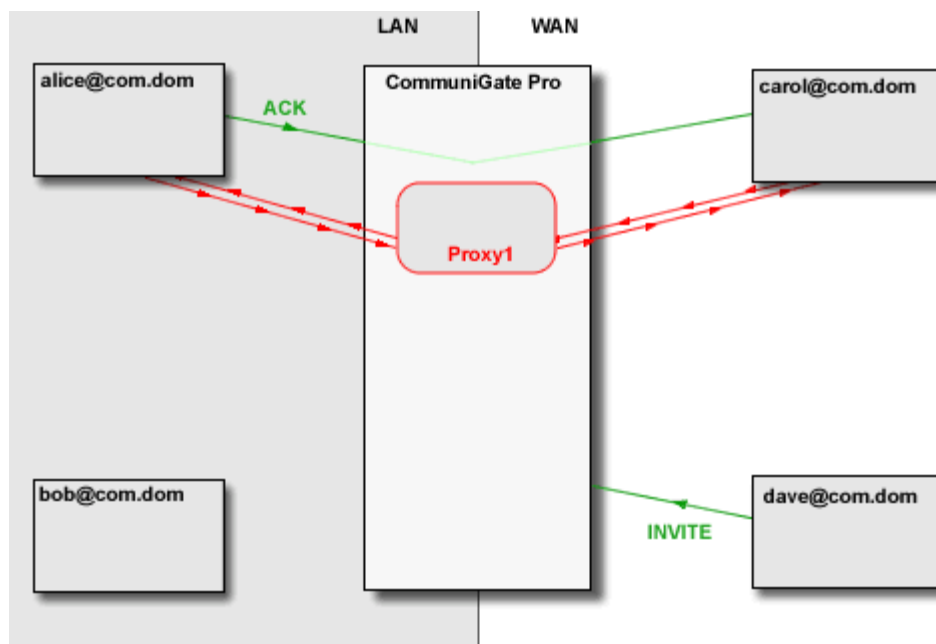 LAN
WAN
alice@com.dom
CommuniGate Pro
carol@com.dom
ACK
Proxy1
bob@com.dom
dave@com.dom
INVITE